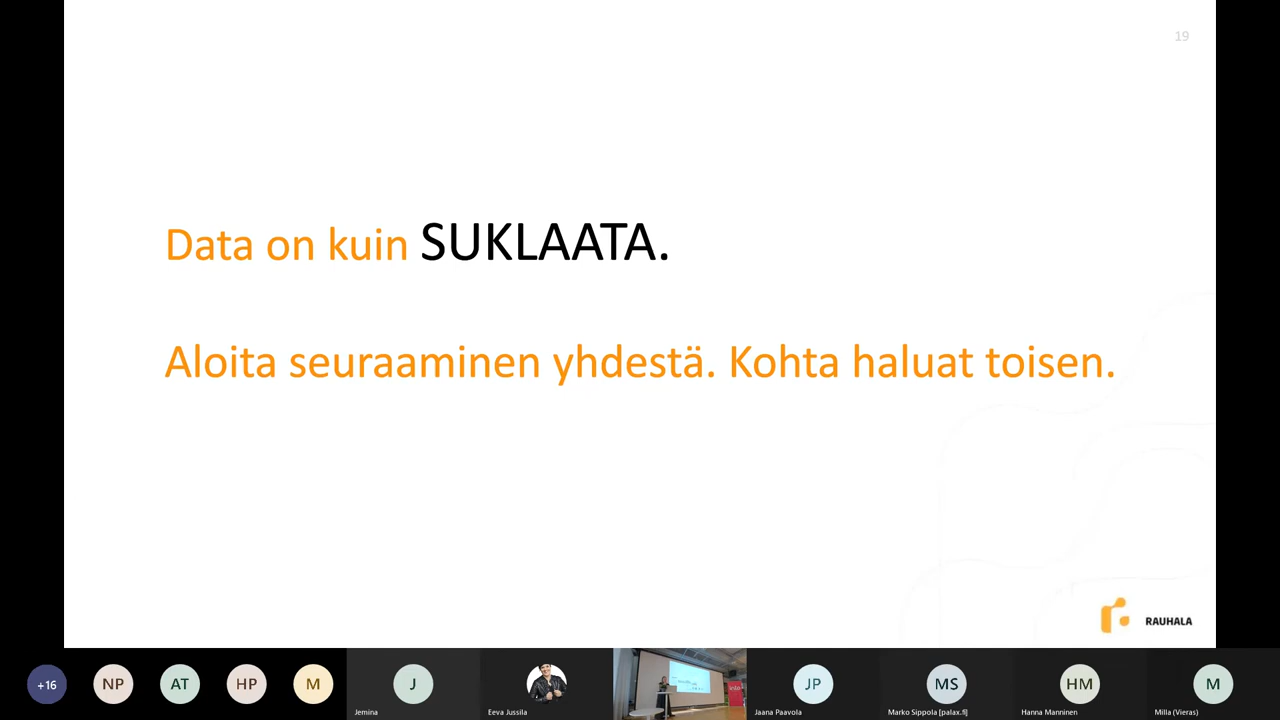 19
Data on kuin SUKLAATA.
Aloita seuraaminen yhdestä. Kohta haluat toisen.
RAUHALA
+16
NP
AT
HP
M
J
JP
MS
HM
M
Jemina
Eeva Jussila
Jaana Paavola
Marko Sippola [palax.fi]
Hanna Manninen
Milla (Vieras)